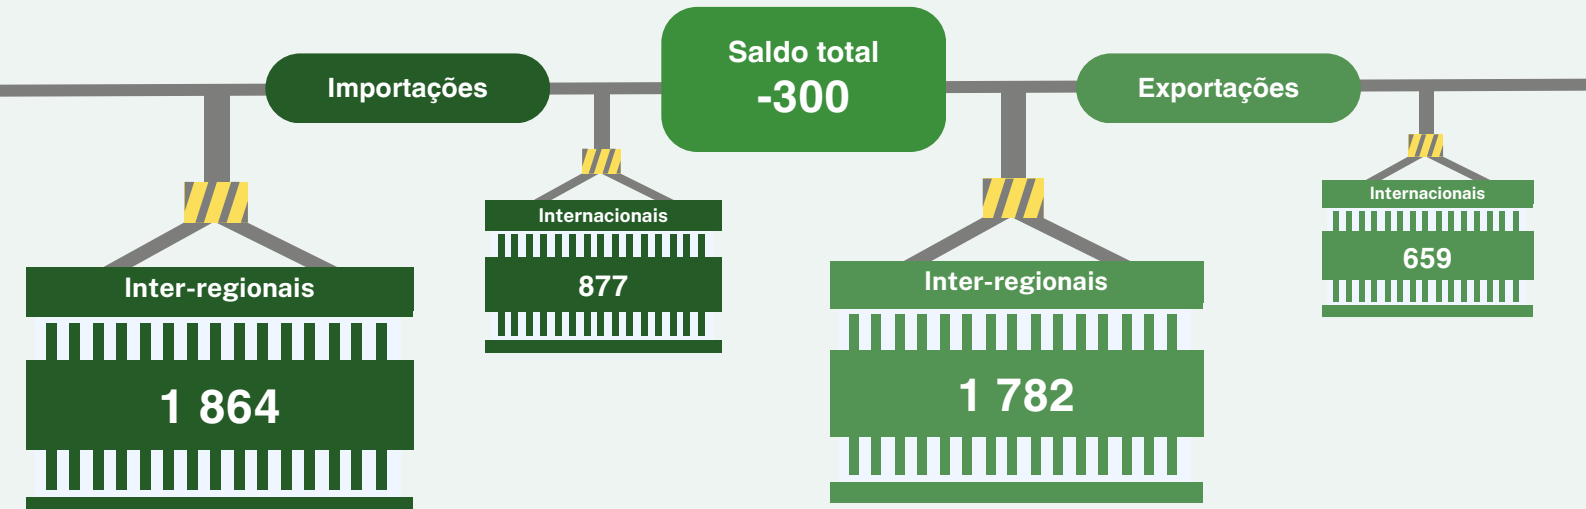 Saldo total
-300
Importações
Exportações
Inter-regionais
1 864
Internacionais
877
Inter-regionais
1 782
Internacionais
659